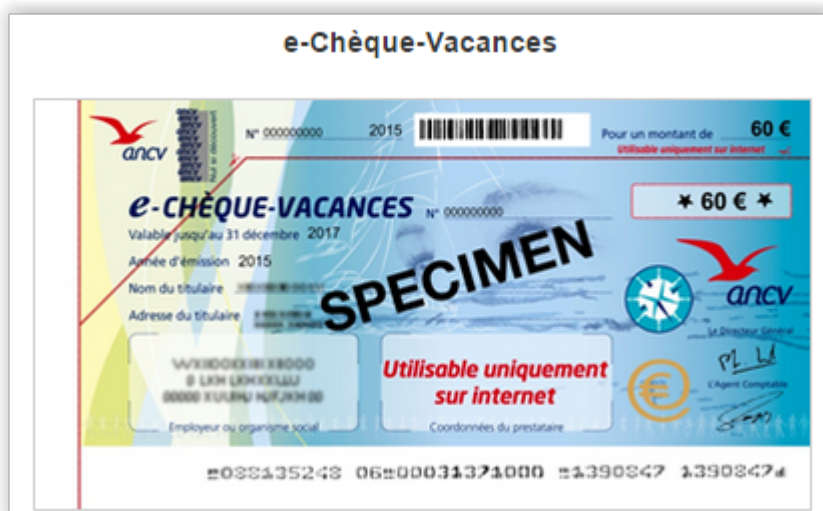 e-Chèque-Vacances
ancv
N° 000000000 2015 Pour un montant de 60 €
Utilisable uniquement sur internet
e-CHÈQUE-VACANCES N° 000000000 * 60 € *
Valable jusqu'au 31 décembre 2017
Année d'émission 2015
Nom du titulaire
Adresse du titulaire
SPECIMEN
ancv
Le Directeur Général
L'Agent Comptable
Utilisable uniquement
sur internet
Employeur ou organisme social
Coordonnées du prestataire
⑈088135248 06⑈00031371000 ⑈1390847 1390847⑈